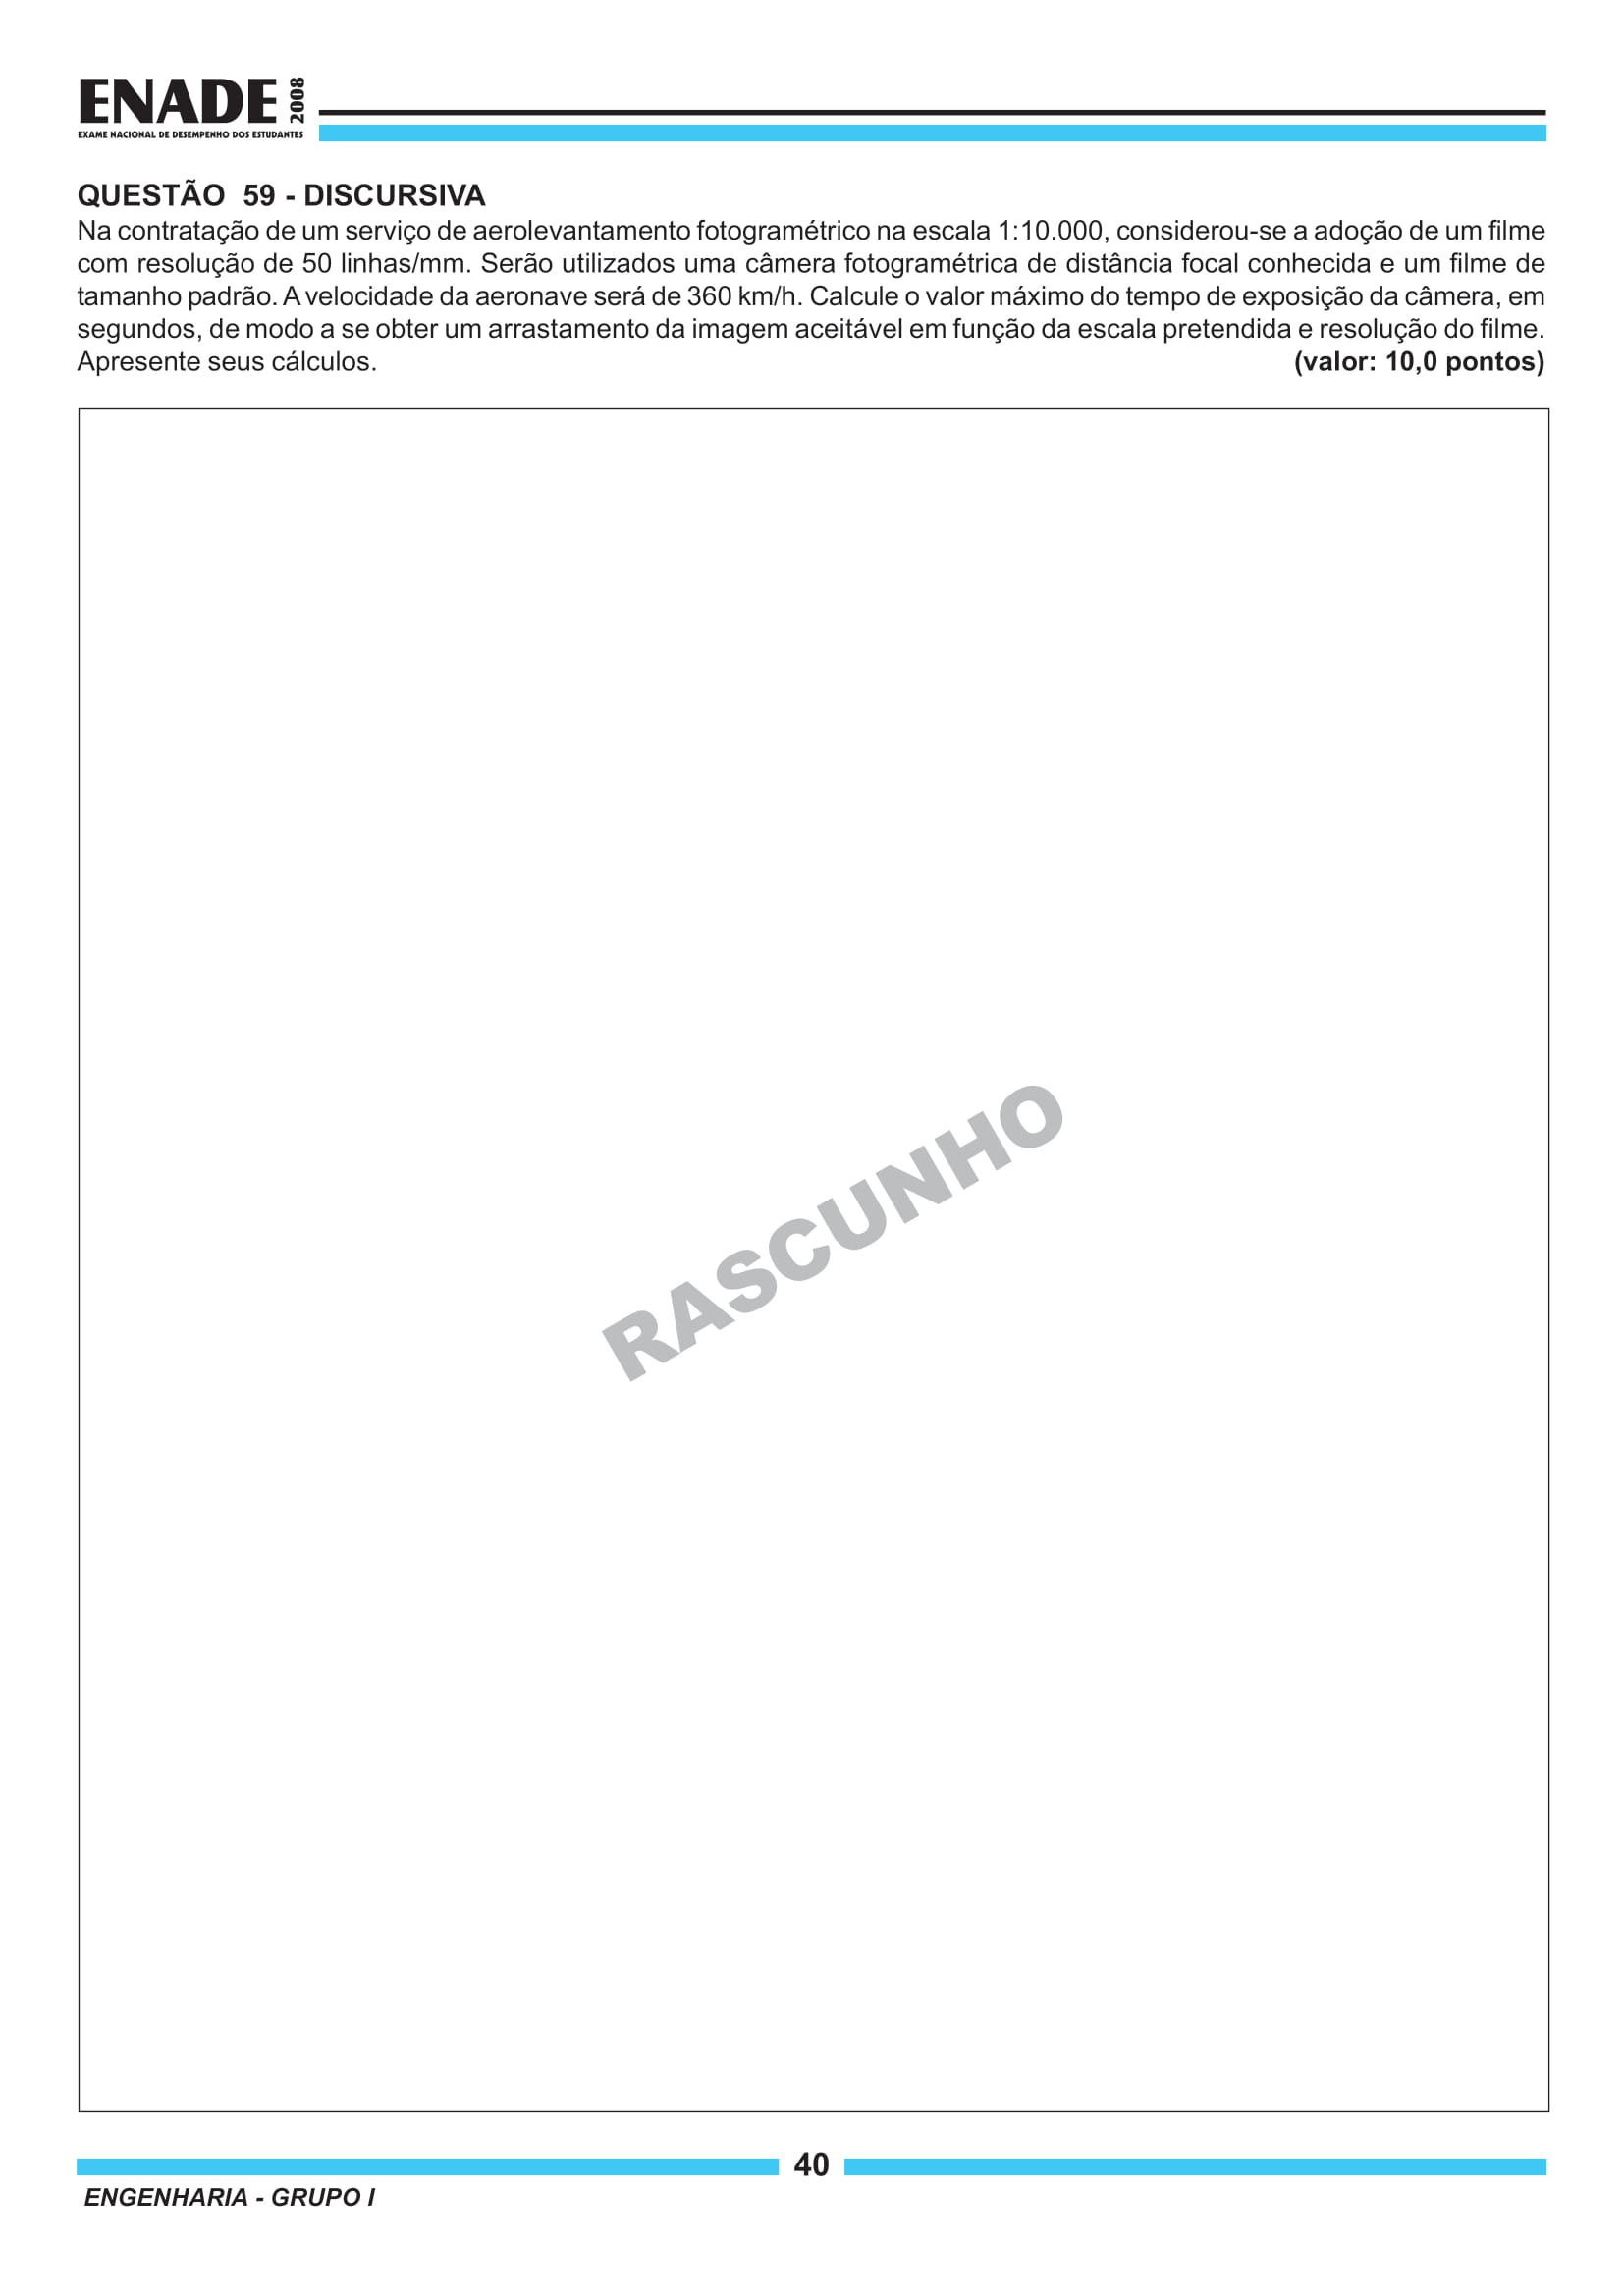 ENADE 2008
EXAME NACIONAL DE DESEMPENHO DOS ESTUDANTES
QUESTÃO 59 - DISCURSIVA
Na contratação de um serviço de aerolevantamento fotogramétrico na escala 1:10.000, considerou-se a adoção de um filme
com resolução de 50 linhas/mm. Serão utilizados uma câmera fotogramétrica de distância focal conhecida e um filme de
tamanho padrão. A velocidade da aeronave será de 360 km/h. Calcule o valor máximo do tempo de exposição da câmera, em
segundos, de modo a se obter um arrastamento da imagem aceitável em função da escala pretendida e resolução do filme.
Apresente seus cálculos. (valor: 10,0 pontos)
RASCUNHO
40
ENGENHARIA - GRUPO I